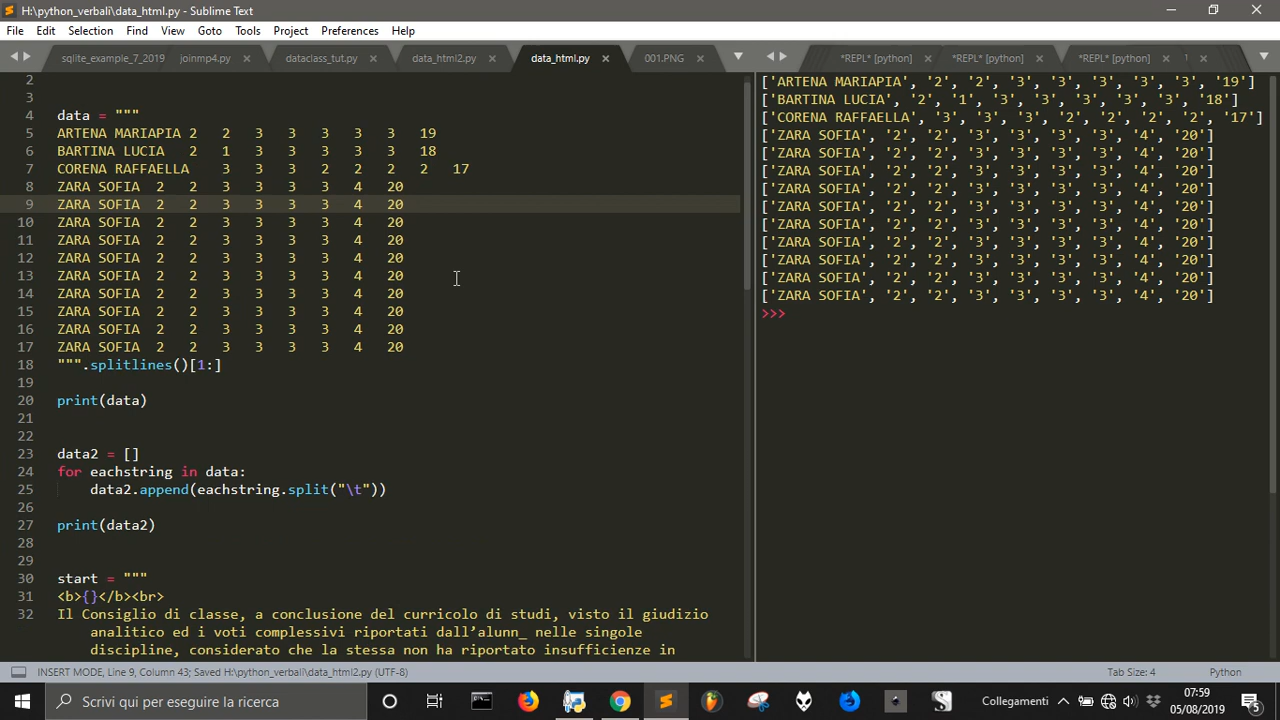 H:\python_verbali\data_html.py - Sublime Text
File Edit Selection Find View Goto Tools Project Preferences Help
sqlite_example_7_2019 joinmp4.py dataclass_tut.py data_html2.py data_html.py 001.PNG *REPL* [python] *REPL* [python] *REPL* [python]
2
3
4 data = """
5 ARTENA MARIAPIA 2 2 3 3 3 3 3 19
6 BARTINA LUCIA 2 1 3 3 3 3 3 18
7 CORENA RAFFAELLA 3 3 3 2 2 2 2 17
8 ZARA SOFIA 2 2 3 3 3 3 4 20
9 ZARA SOFIA 2 2 3 3 3 3 4 20
10 ZARA SOFIA 2 2 3 3 3 3 4 20
11 ZARA SOFIA 2 2 3 3 3 3 4 20
12 ZARA SOFIA 2 2 3 3 3 3 4 20
13 ZARA SOFIA 2 2 3 3 3 3 4 20
14 ZARA SOFIA 2 2 3 3 3 3 4 20
15 ZARA SOFIA 2 2 3 3 3 3 4 20
16 ZARA SOFIA 2 2 3 3 3 3 4 20
17 ZARA SOFIA 2 2 3 3 3 3 4 20
18 """.splitlines()[1:]
19
20 print(data)
21
22
23 data2 = []
24 for eachstring in data:
25 data2.append(eachstring.split("\t"))
26
27 print(data2)
28
29
30 start = """
31 <b>{}</b><br>
32 Il Consiglio di classe, a conclusione del curricolo di studi, visto il giudizio
analitico ed i voti complessivi riportati dall’alunn_ nelle singole
discipline, considerato che la stessa non ha riportato insufficienze in
['ARTENA MARIAPIA', '2', '2', '3', '3', '3', '3', '3', '19']
['BARTINA LUCIA', '2', '1', '3', '3', '3', '3', '3', '18']
['CORENA RAFFAELLA', '3', '3', '3', '2', '2', '2', '2', '17']
['ZARA SOFIA', '2', '2', '3', '3', '3', '3', '4', '20']
['ZARA SOFIA', '2', '2', '3', '3', '3', '3', '4', '20']
['ZARA SOFIA', '2', '2', '3', '3', '3', '3', '4', '20']
['ZARA SOFIA', '2', '2', '3', '3', '3', '3', '4', '20']
['ZARA SOFIA', '2', '2', '3', '3', '3', '3', '4', '20']
['ZARA SOFIA', '2', '2', '3', '3', '3', '3', '4', '20']
['ZARA SOFIA', '2', '2', '3', '3', '3', '3', '4', '20']
['ZARA SOFIA', '2', '2', '3', '3', '3', '3', '4', '20']
['ZARA SOFIA', '2', '2', '3', '3', '3', '3', '4', '20']
['ZARA SOFIA', '2', '2', '3', '3', '3', '3', '4', '20']
>>>
INSERT MODE, Line 9, Column 43; Saved H:\python_verbali\data_html2.py (UTF-8) Tab Size: 4 Python
Scrivi qui per eseguire la ricerca
Collegamenti
07:59
05/08/2019
5